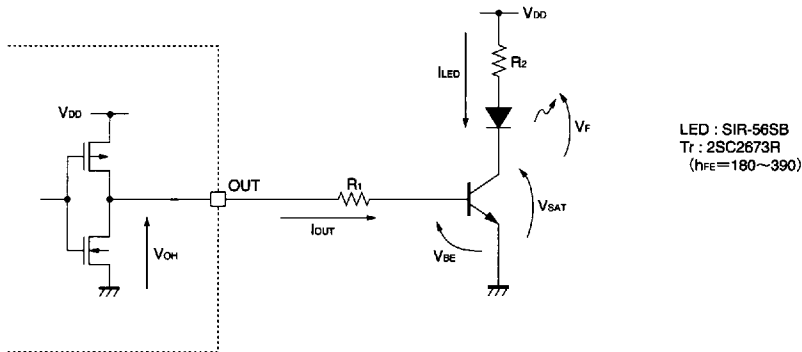 VDD
R2
ILED
VDD
VF
LED : SIR-56SB
Tr : 2SC2673R
(hFE=180～390)
OUT
R1
IOUT
VSAT
VOH
VBE